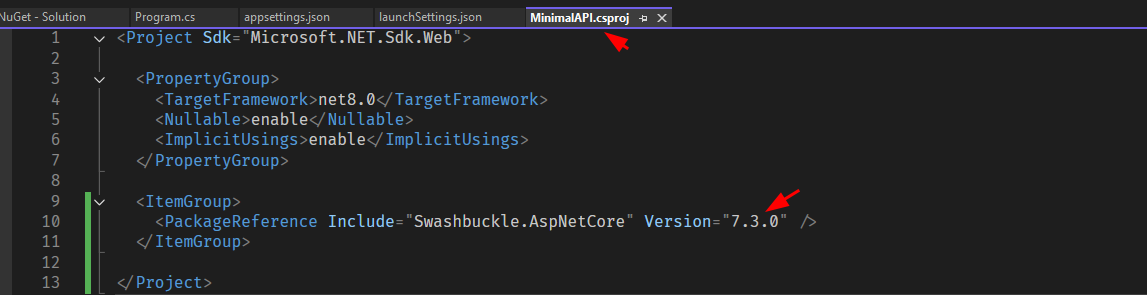 NuGet - Solution Program.cs appsettings.json launchSettings.json MinimalAPI.csproj
1 <Project Sdk="Microsoft.NET.Sdk.Web">
2
3 <PropertyGroup>
4 <TargetFramework>net8.0</TargetFramework>
5 <Nullable>enable</Nullable>
6 <ImplicitUsings>enable</ImplicitUsings>
7 </PropertyGroup>
8
9 <ItemGroup>
10 <PackageReference Include="Swashbuckle.AspNetCore" Version="7.3.0" />
11 </ItemGroup>
12
13 </Project>